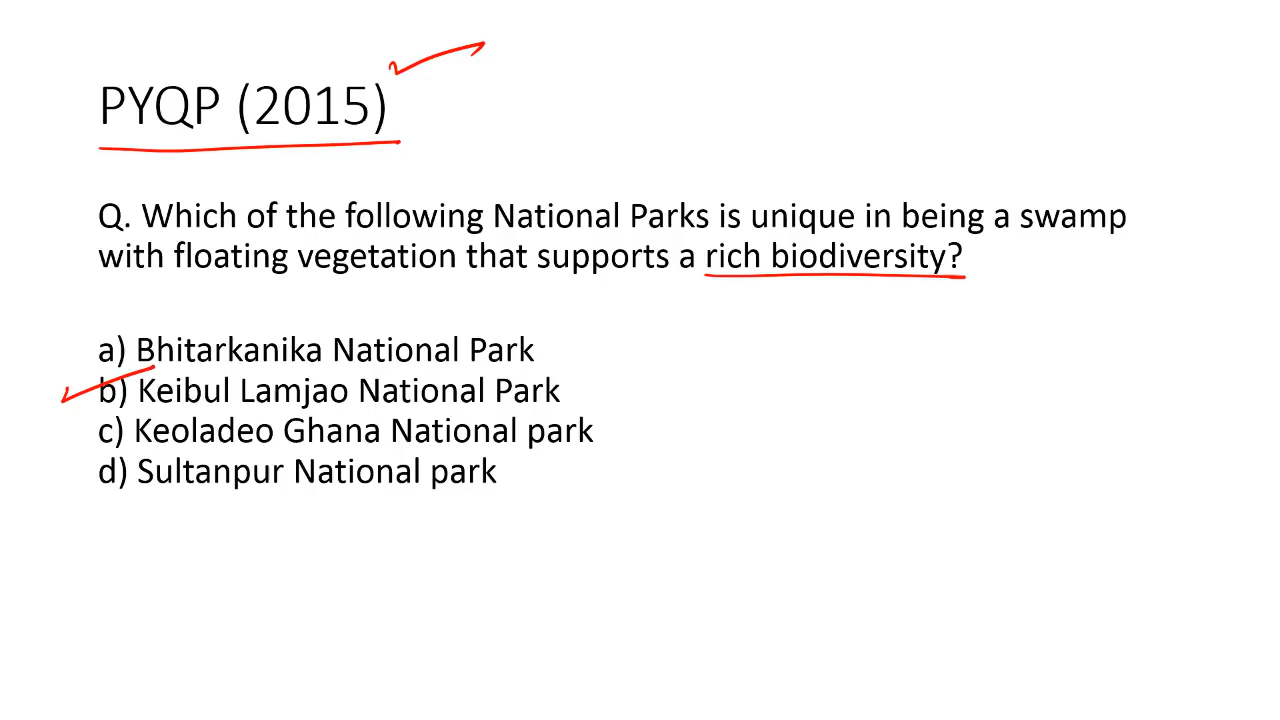 PYQP (2015)
Q. Which of the following National Parks is unique in being a swamp
with floating vegetation that supports a rich biodiversity?
a) Bhitarkanika National Park
b) Keibul Lamjao National Park
c) Keoladeo Ghana National park
d) Sultanpur National park